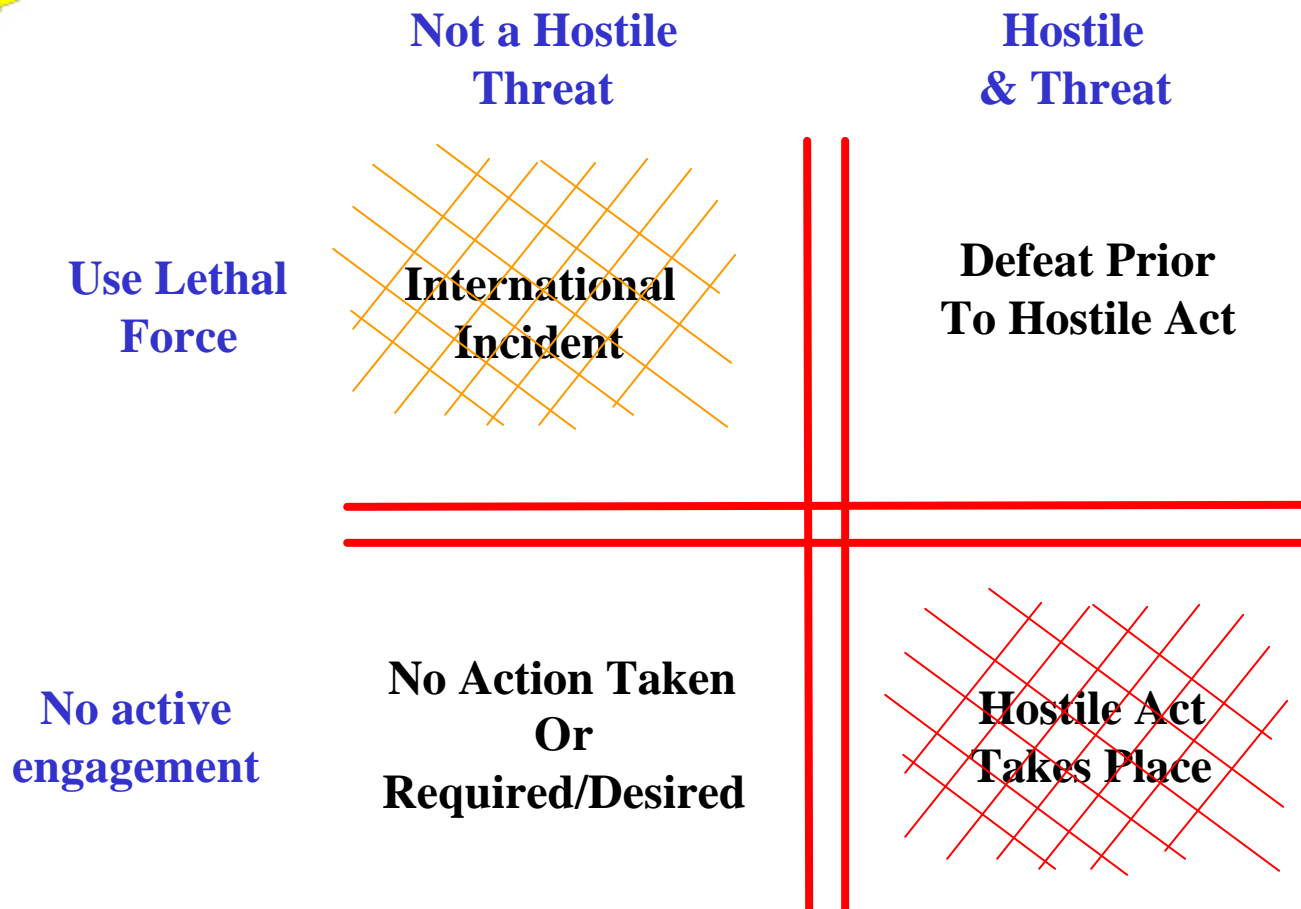 Not a Hostile
Threat
Hostile
& Threat
Use Lethal
Force
International
Incident
Defeat Prior
To Hostile Act
No active
engagement
No Action Taken
Or
Required/Desired
Hostile Act
Takes Place